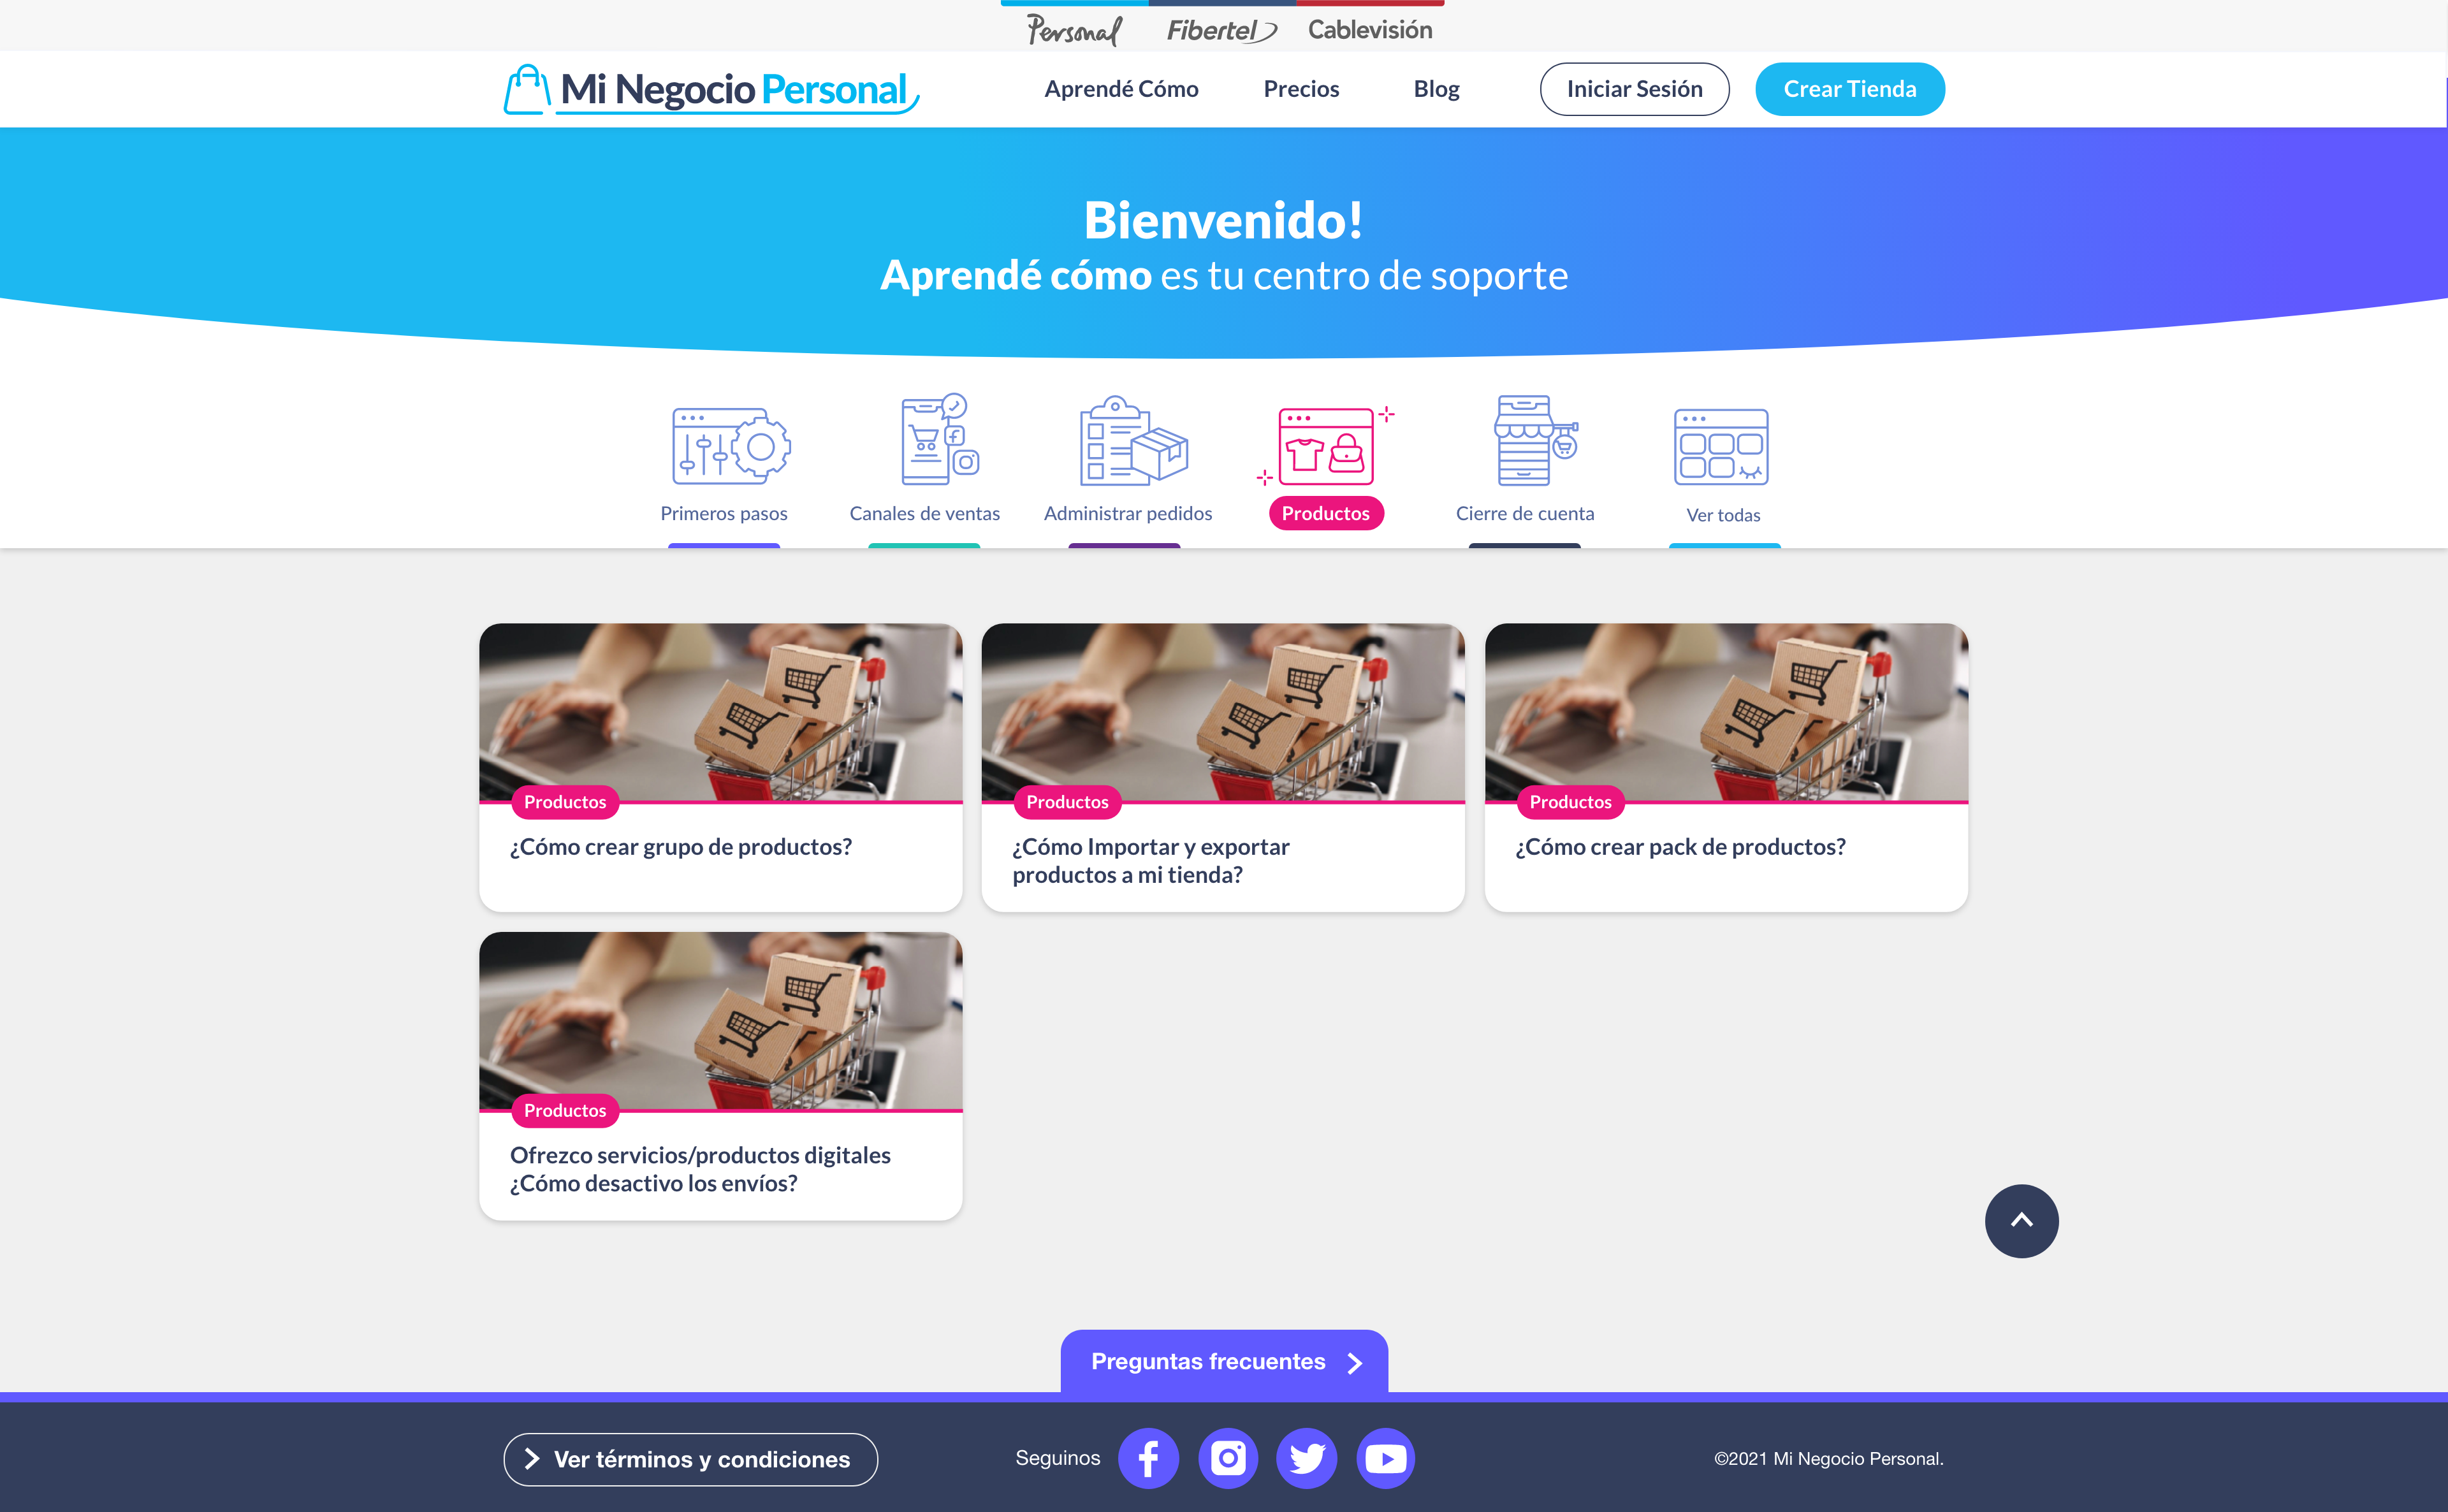 Personal Fibertel Cablevisión
Mi Negocio Personal Aprendé Cómo Precios Blog Iniciar Sesión Crear Tienda
Bienvenido!
Aprendé cómo es tu centro de soporte
Primeros pasos Canales de ventas Administrar pedidos Productos Cierre de cuenta Ver todas
Productos
¿Cómo crear grupo de productos?
Productos
¿Cómo Importar y exportar
productos a mi tienda?
Productos
¿Cómo crear pack de productos?
Productos
Ofrezco servicios/productos digitales
¿Cómo desactivo los envíos?
Preguntas frecuentes
Ver términos y condiciones Seguinos ©2021 Mi Negocio Personal.